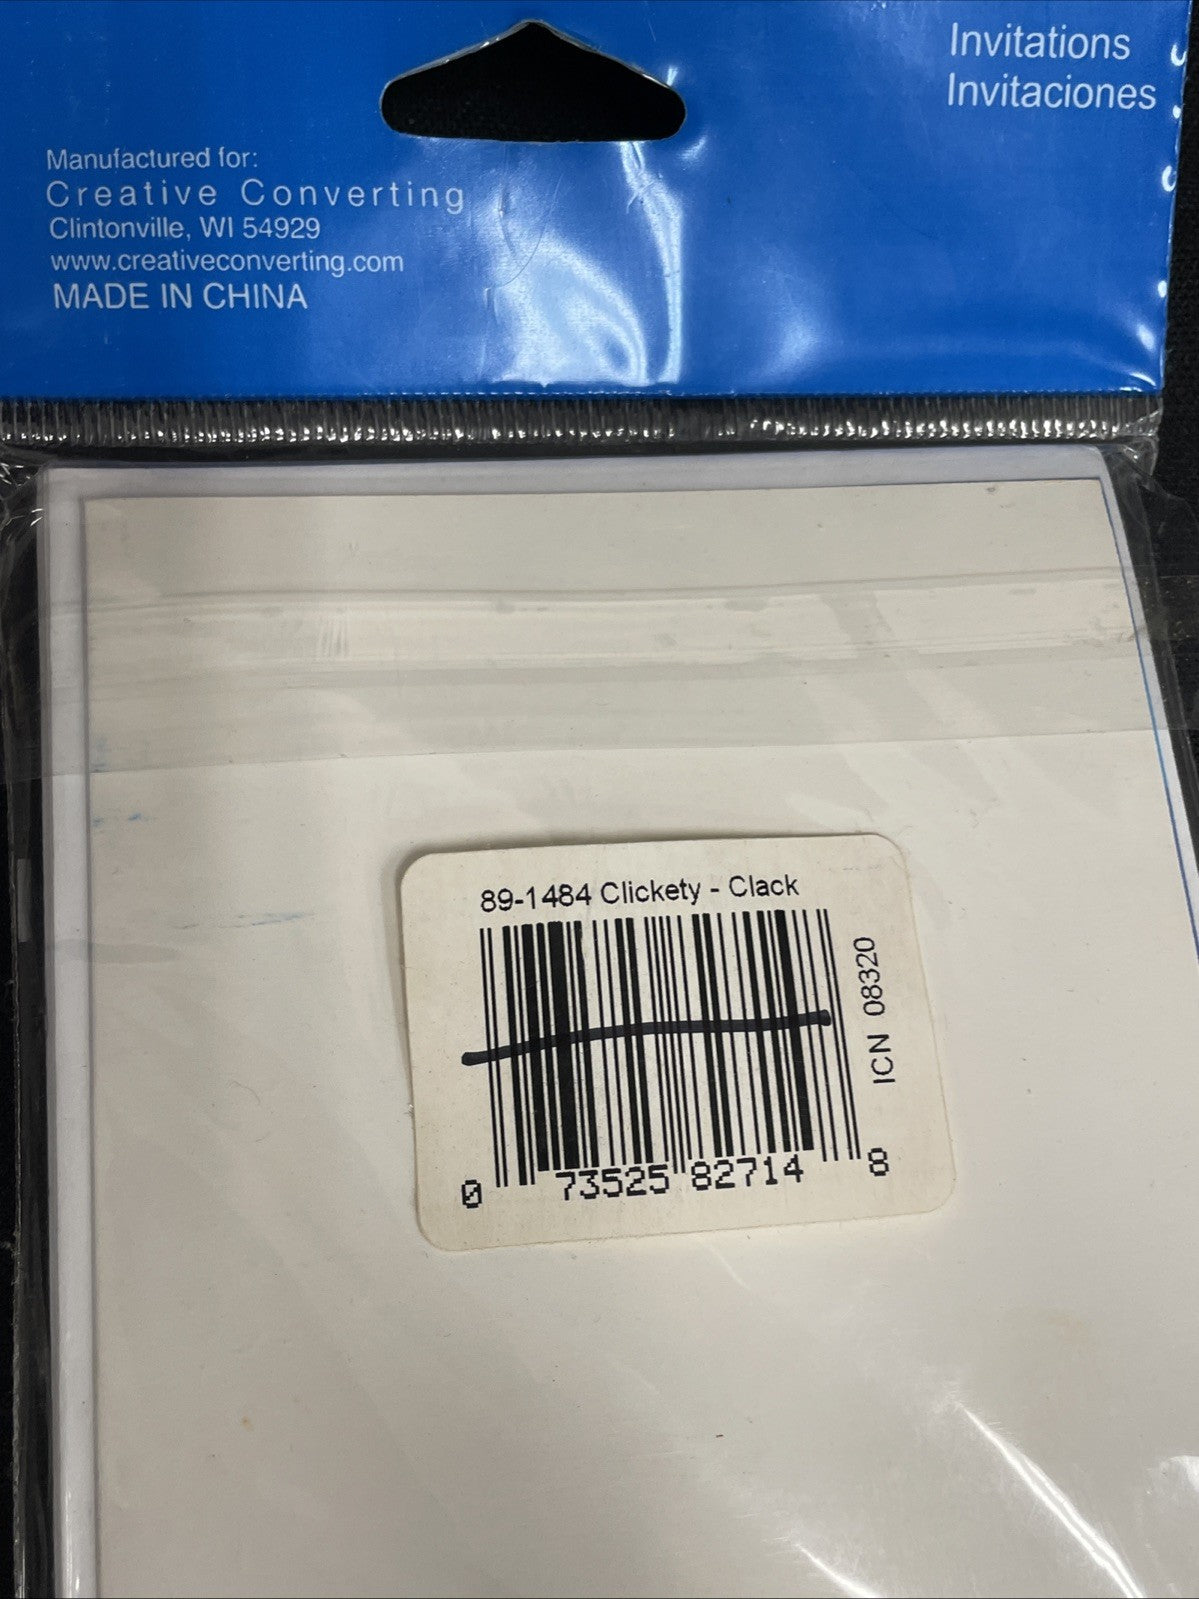 Invitations
Invitaciones
Manufactured for:
Creative Converting
Clintonville, WI 54929
www.creativeconverting.com
MADE IN CHINA
89-1484 Clickety - Clack
ICN 08320
0 73525 82714 8